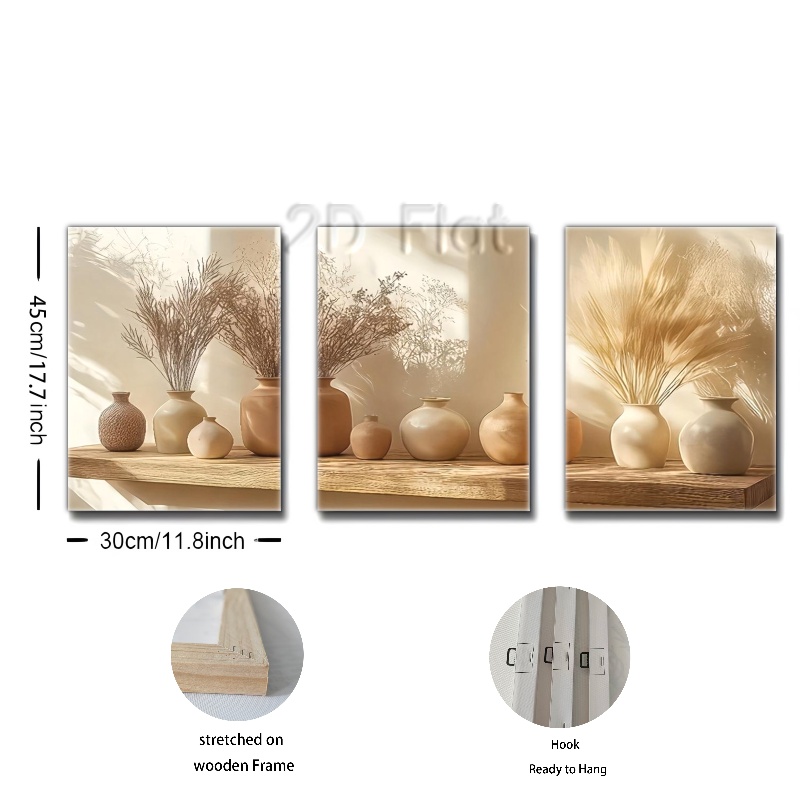 2D Flat
45cm/17.7inch
30cm/11.8inch
stretched on
wooden Frame
Hook
Ready to Hang